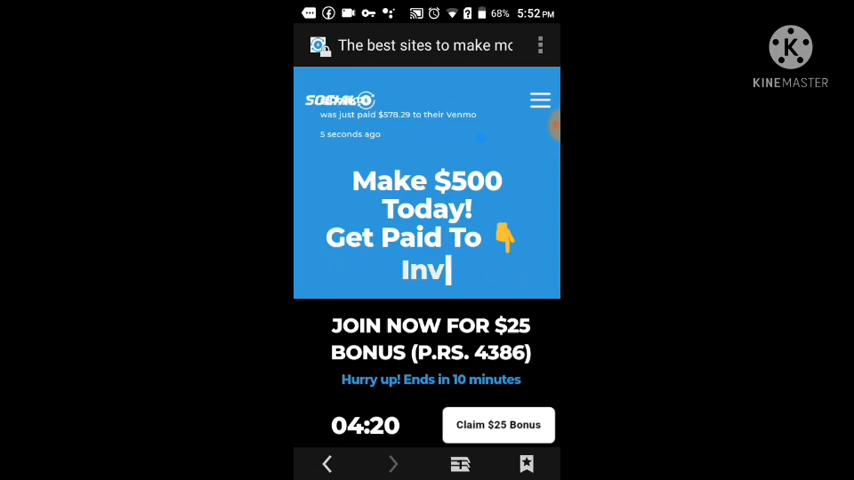 68% 5:52 PM
The best sites to make mo
K
KINEMASTER
SOCIAL
was just paid $578.29 to their Venmo
5 seconds ago
Make $500
Today!
Get Paid To 👇
Inv
JOIN NOW FOR $25
BONUS (P.RS. 4386)
Hurry up! Ends in 10 minutes
04:20
Claim $25 Bonus